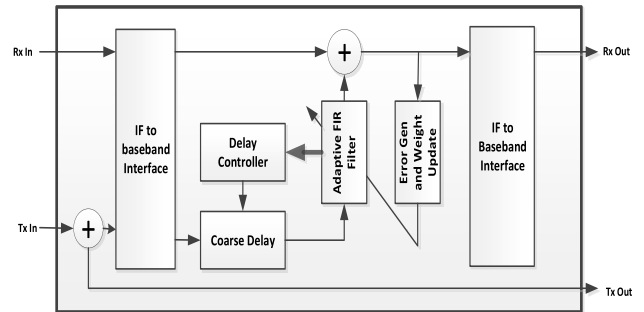 Rx In
+
Rx Out
IF to
baseband
Interface
Delay
Controller
Adaptive FIR
Filter
Error Gen
and Weight
Update
IF to
Baseband
Interface
Tx In
+
Coarse Delay
Tx Out